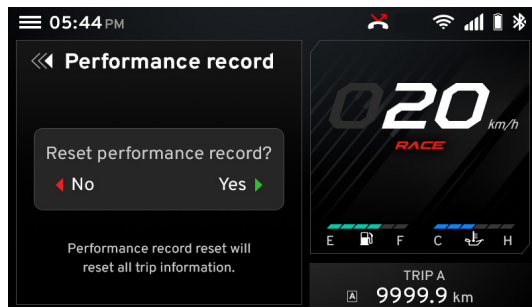 05:44 PM
Performance record
Reset performance record?
No
Yes
Performance record reset will
reset all trip information.
020 km/h
RACE
E F
C H
TRIP A
A 9999.9 km